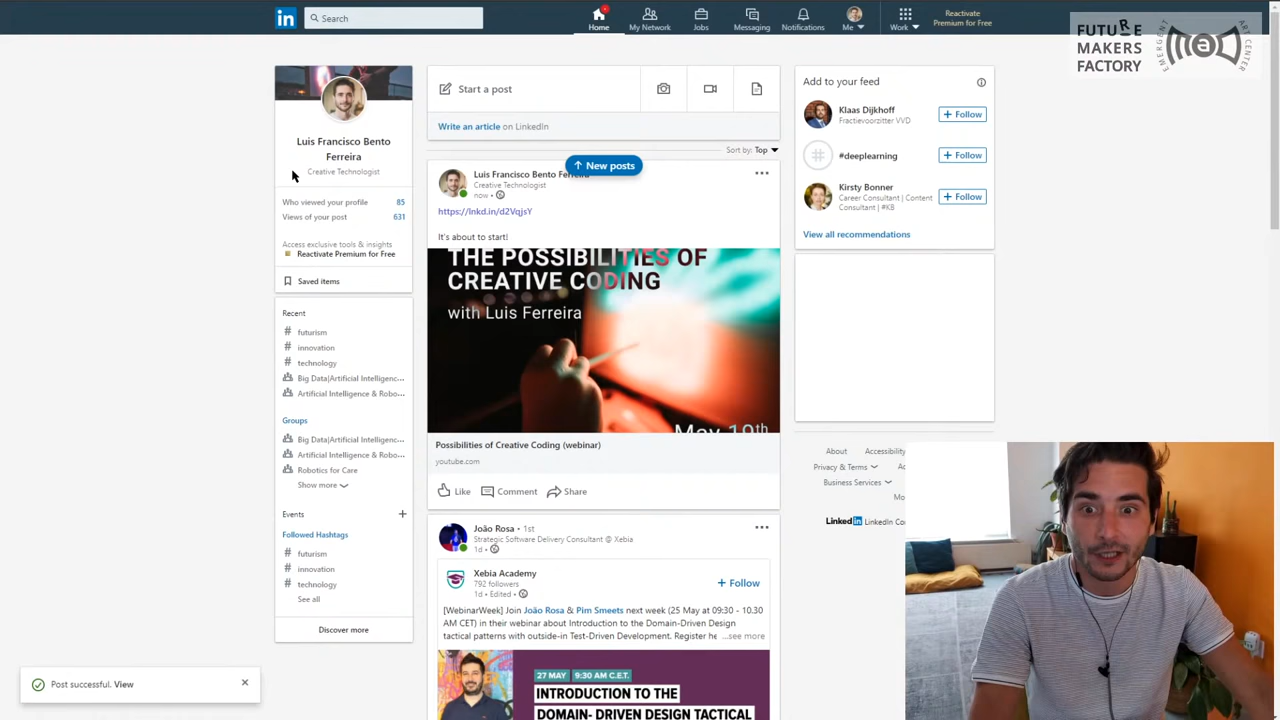 Search
Home
My Network
Jobs
Messaging
Notifications
Me
Work
Reactivate
Premium for Free
FUTURE
MAKERS
FACTORY
EMERGENT
ART CENTER
Luis Francisco Bento
Ferreira
Creative Technologist
Who viewed your profile 85
Views of your post 631
Access exclusive tools & insights
Reactivate Premium for Free
Saved items
Recent
# futurism
# innovation
# technology
Big Data|Artificial Intelligenc...
Artificial Intelligence & Robo...
Groups
Big Data|Artificial Intelligenc...
Artificial Intelligence & Robo...
Robotics for Care
Show more
Events +
Followed Hashtags
# futurism
# innovation
# technology
See all
Discover more
Post successful. View
Start a post
Write an article on LinkedIn
Sort by: Top
↑ New posts
Luis Francisco Bento Ferreira
Creative Technologist
now •
https://lnkd.in/d2VqjsY
It's about to start!
THE POSSIBILITIES OF
CREATIVE CODING
with Luis Ferreira
May 19th
Possibilities of Creative Coding (webinar)
youtube.com
Like
Comment
Share
João Rosa • 1st
Strategic Software Delivery Consultant @ Xebia
1d •
Xebia Academy
792 followers
1d • Edited •
+ Follow
[WebinarWeek] Join João Rosa & Pim Smeets next week (25 May at 09:30 - 10.30
AM CET) in their webinar about Introduction to the Domain-Driven Design
tactical patterns with outside-in Test-Driven Development. Register he ...see more
27 MAY 9:30 AM C.E.T.
INTRODUCTION TO THE
DOMAIN- DRIVEN DESIGN TACTICAL
Add to your feed
Klaas Dijkhoff
Fractievoorzitter VVD
+ Follow
#deeplearning
+ Follow
Kirsty Bonner
Career Consultant | Content
Consultant | #KB
+ Follow
View all recommendations
About Accessibility
Privacy & Terms
Business Services
LinkedIn